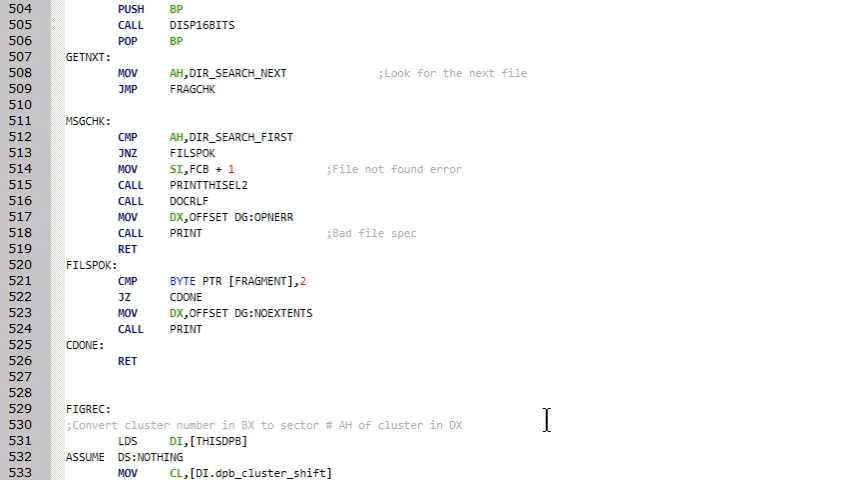 504 PUSH BP
505 CALL DISP16BITS
506 POP BP
507 GETNXT:
508 MOV AH,DIR_SEARCH_NEXT ;Look for the next file
509 JMP FRAGCHK
510
511 MSGCHK:
512 CMP AH,DIR_SEARCH_FIRST
513 JNZ FILSPOK
514 MOV SI,FCB + 1 ;File not found error
515 CALL PRINTTHISEL2
516 CALL DOCRLF
517 MOV DX,OFFSET DG:OPNERR
518 CALL PRINT ;Bad file spec
519 RET
520 FILSPOK:
521 CMP BYTE PTR [FRAGMENT],2
522 JZ CDONE
523 MOV DX,OFFSET DG:NOEXTENTS
524 CALL PRINT
525 CDONE:
526 RET
527
528
529 FIGREC:
530 ;Convert cluster number in BX to sector # AH of cluster in DX
531 LDS DI,[THISDPB]
532 ASSUME DS:NOTHING
533 MOV CL,[DI.dpb_cluster_shift]